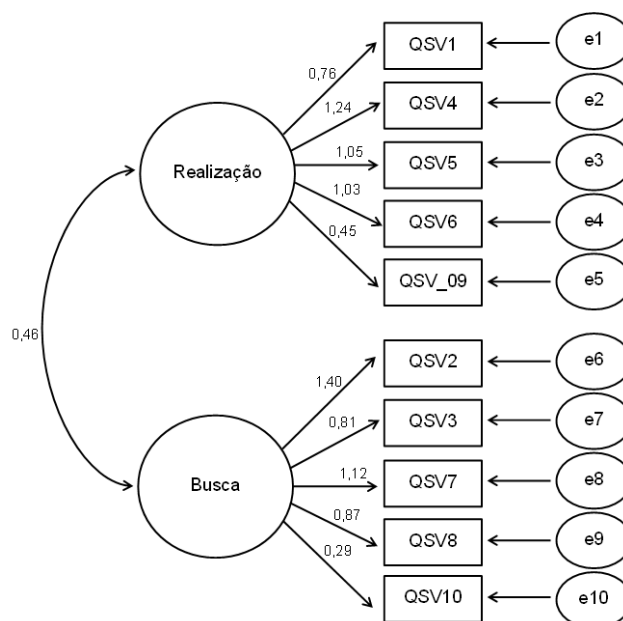 QSV1
e1
0,76
QSV4
e2
1,24
Realização
1,05
QSV5
e3
1,03
QSV6
e4
0,45
QSV_09
e5
0,46
QSV2
e6
1,40
QSV3
e7
0,81
Busca
1,12
QSV7
e8
0,87
QSV8
e9
0,29
QSV10
e10